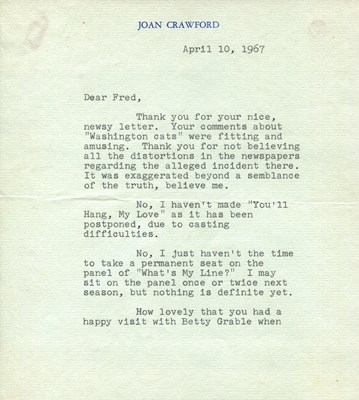 JOAN CRAWFORD
April 10, 1967
Dear Fred,
Thank you for your nice,
newsy letter. Your comments about
"Washington cats" were fitting and
amusing. Thank you for not believing
all the distortions in the newspapers
regarding the alleged incident there.
It was exaggerated beyond a semblance
of the truth, believe me.
No, I haven't made "You'll
Hang, My Love" as it has been
postponed, due to casting
difficulties.
No, I just haven't the time
to take a permanent seat on the
panel of "What's My Line?" I may
sit on the panel once or twice next
season, but nothing is definite yet.
How lovely that you had a
happy visit with Betty Grable when